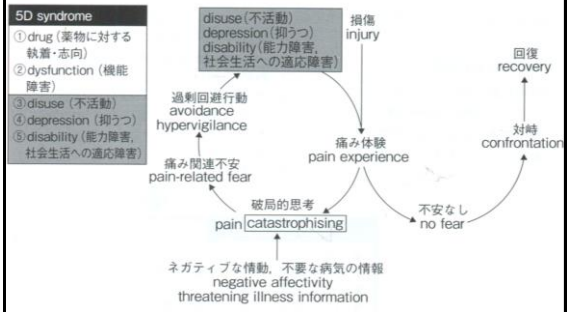 5D syndrome
①drug (薬物に対する
執着・志向)
②dysfunction (機能
障害)
③disuse (不活動)
④depression (抑うつ)
⑤disability (能力障害,
社会生活への適応障害)
disuse (不活動)
depression (抑うつ)
disability (能力障害,
社会生活への適応障害)
損傷
injury
回復
recovery
過剰回避行動
avoidance
hypervigilance
対峙
confrontation
痛み体験
pain experience
痛み関連不安
pain-related fear
破局的思考
pain catastrophising
不安なし
no fear
ネガティブな情動, 不要な病気の情報
negative affectivity
threatening illness information